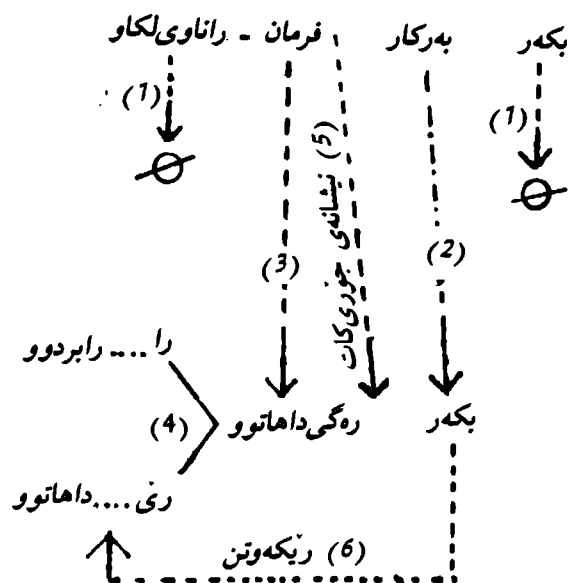 بکەر بەرکار فرمان - راناوی لکاو
(1) (1)
Ø Ø
(5) نیشانەی جۆری کات
(2) (3)
را .... رابردوو
بکەر رەگی داهاتوو (4)
رێ .... داهاتوو
(6) رێکەوتن